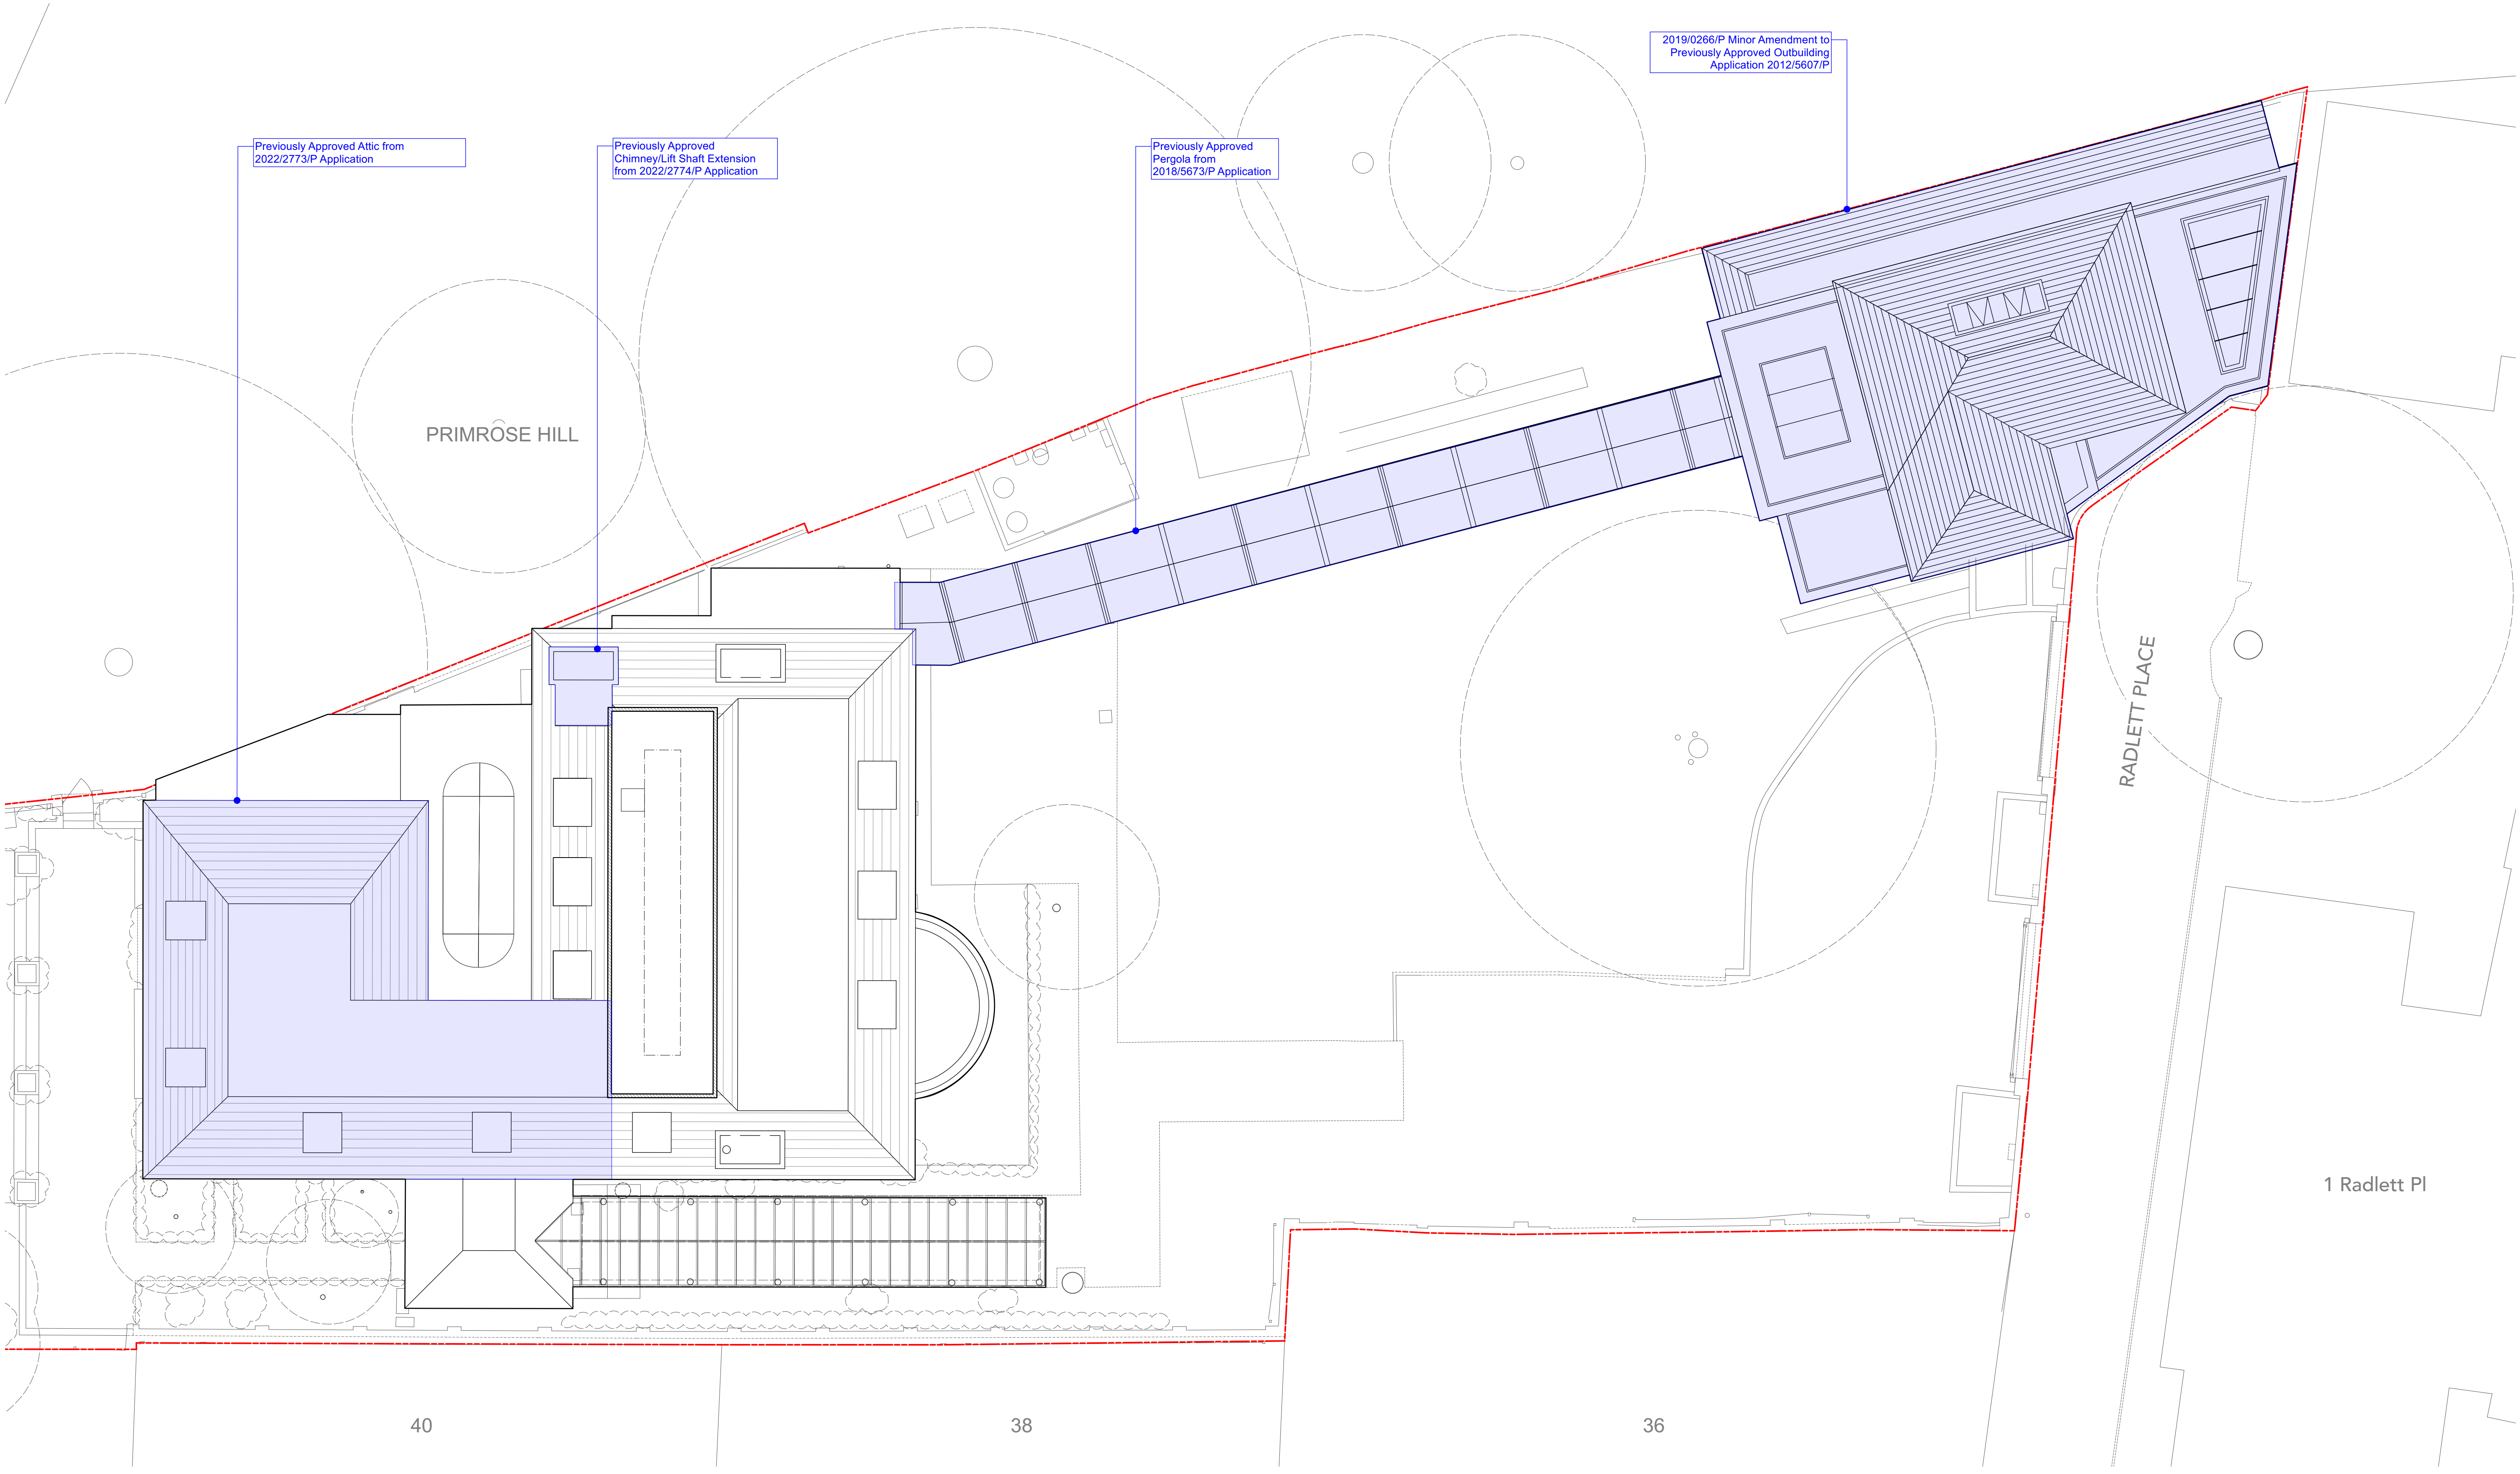 2019/0266/P Minor Amendment to
Previously Approved Outbuilding
Application 2012/5607/P
Previously Approved Attic from
2022/2773/P Application
Previously Approved
Chimney/Lift Shaft Extension
from 2022/2774/P Application
Previously Approved
Pergola from
2018/5673/P Application
PRIMROSE HILL
RADLETT PLACE
1 Radlett Pl
40
38
36